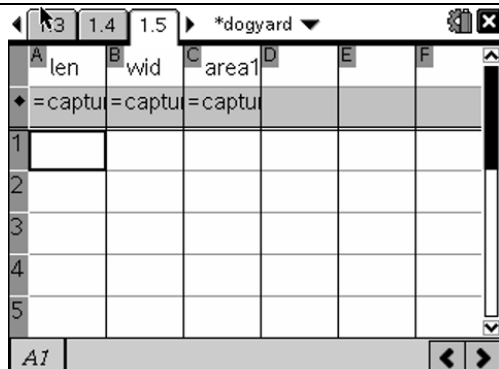 1.3 1.4 1.5 *dogyard
A len B wid C area1 D E F
=captu =captu =captu
1
2
3
4
5
A1